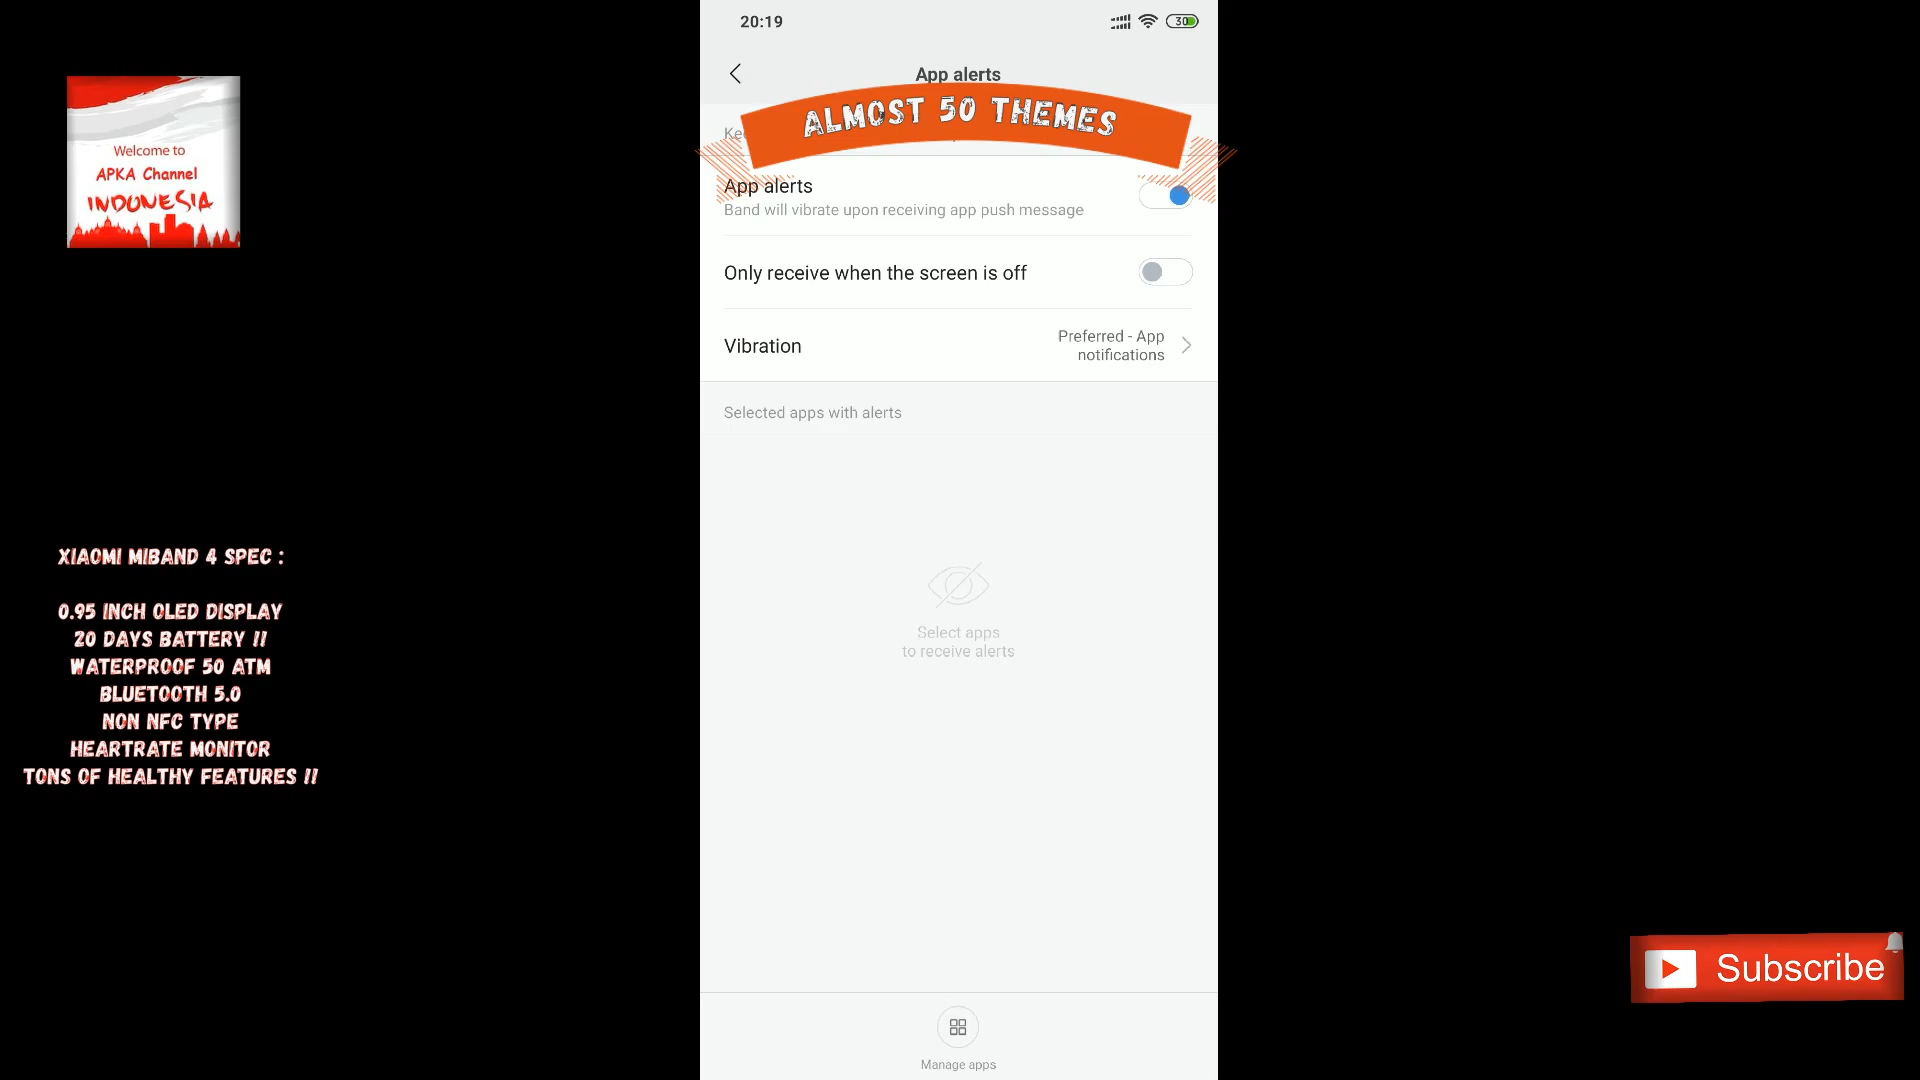 20:19
30
App alerts
ALMOST 50 THEMES
Welcome to
APKA Channel
INDONESIA
App alerts
Band will vibrate upon receiving app push message
Only receive when the screen is off
Vibration
Preferred - App
notifications
Selected apps with alerts
XIAOMI MIBAND 4 SPEC :
0.95 INCH OLED DISPLAY
20 DAYS BATTERY !!
WATERPROOF 50 ATM
BLUETOOTH 5.0
NON NFC TYPE
HEARTRATE MONITOR
TONS OF HEALTHY FEATURES !!
Select apps
to receive alerts
Subscribe
Manage apps